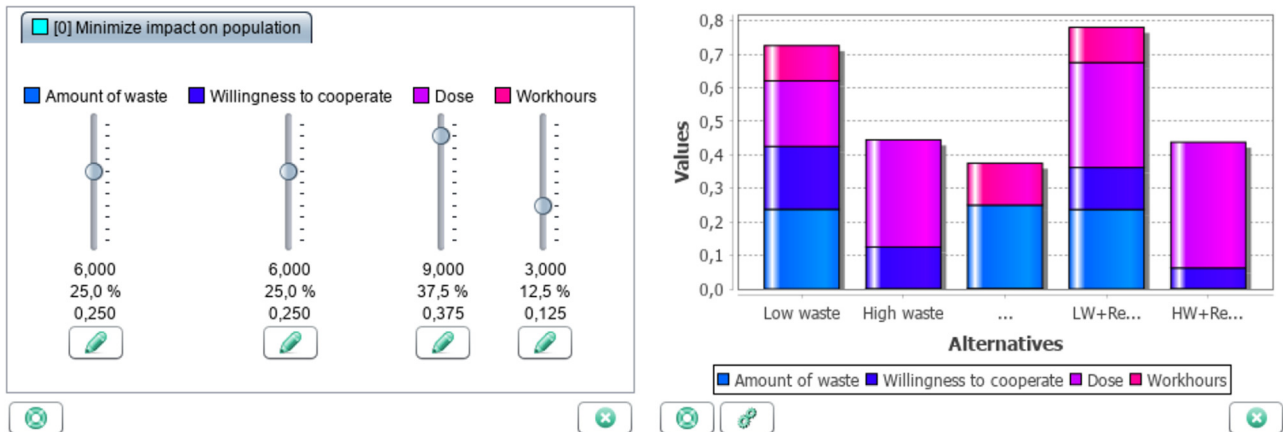 [0] Minimize impact on population
Amount of waste Willingness to cooperate Dose Workhours
6,000 6,000 9,000 3,000
25,0 % 25,0 % 37,5 % 12,5 %
0,250 0,250 0,375 0,125
0,8
0,7
0,6
0,5
0,4
0,3
0,2
0,1
0,0
Values
Low waste High waste ... LW+Re... HW+Re...
Alternatives
Amount of waste Willingness to cooperate Dose Workhours